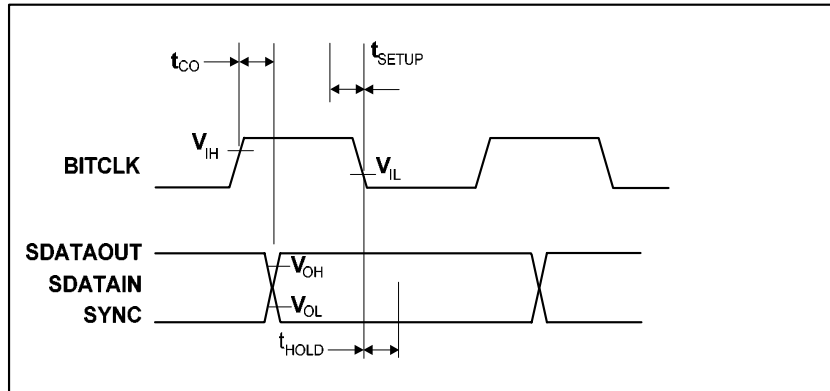 tCO
tSETUP
VIH
BITCLK
VIL
SDATAOUT
VOH
SDATAIN
VOL
SYNC
tHOLD